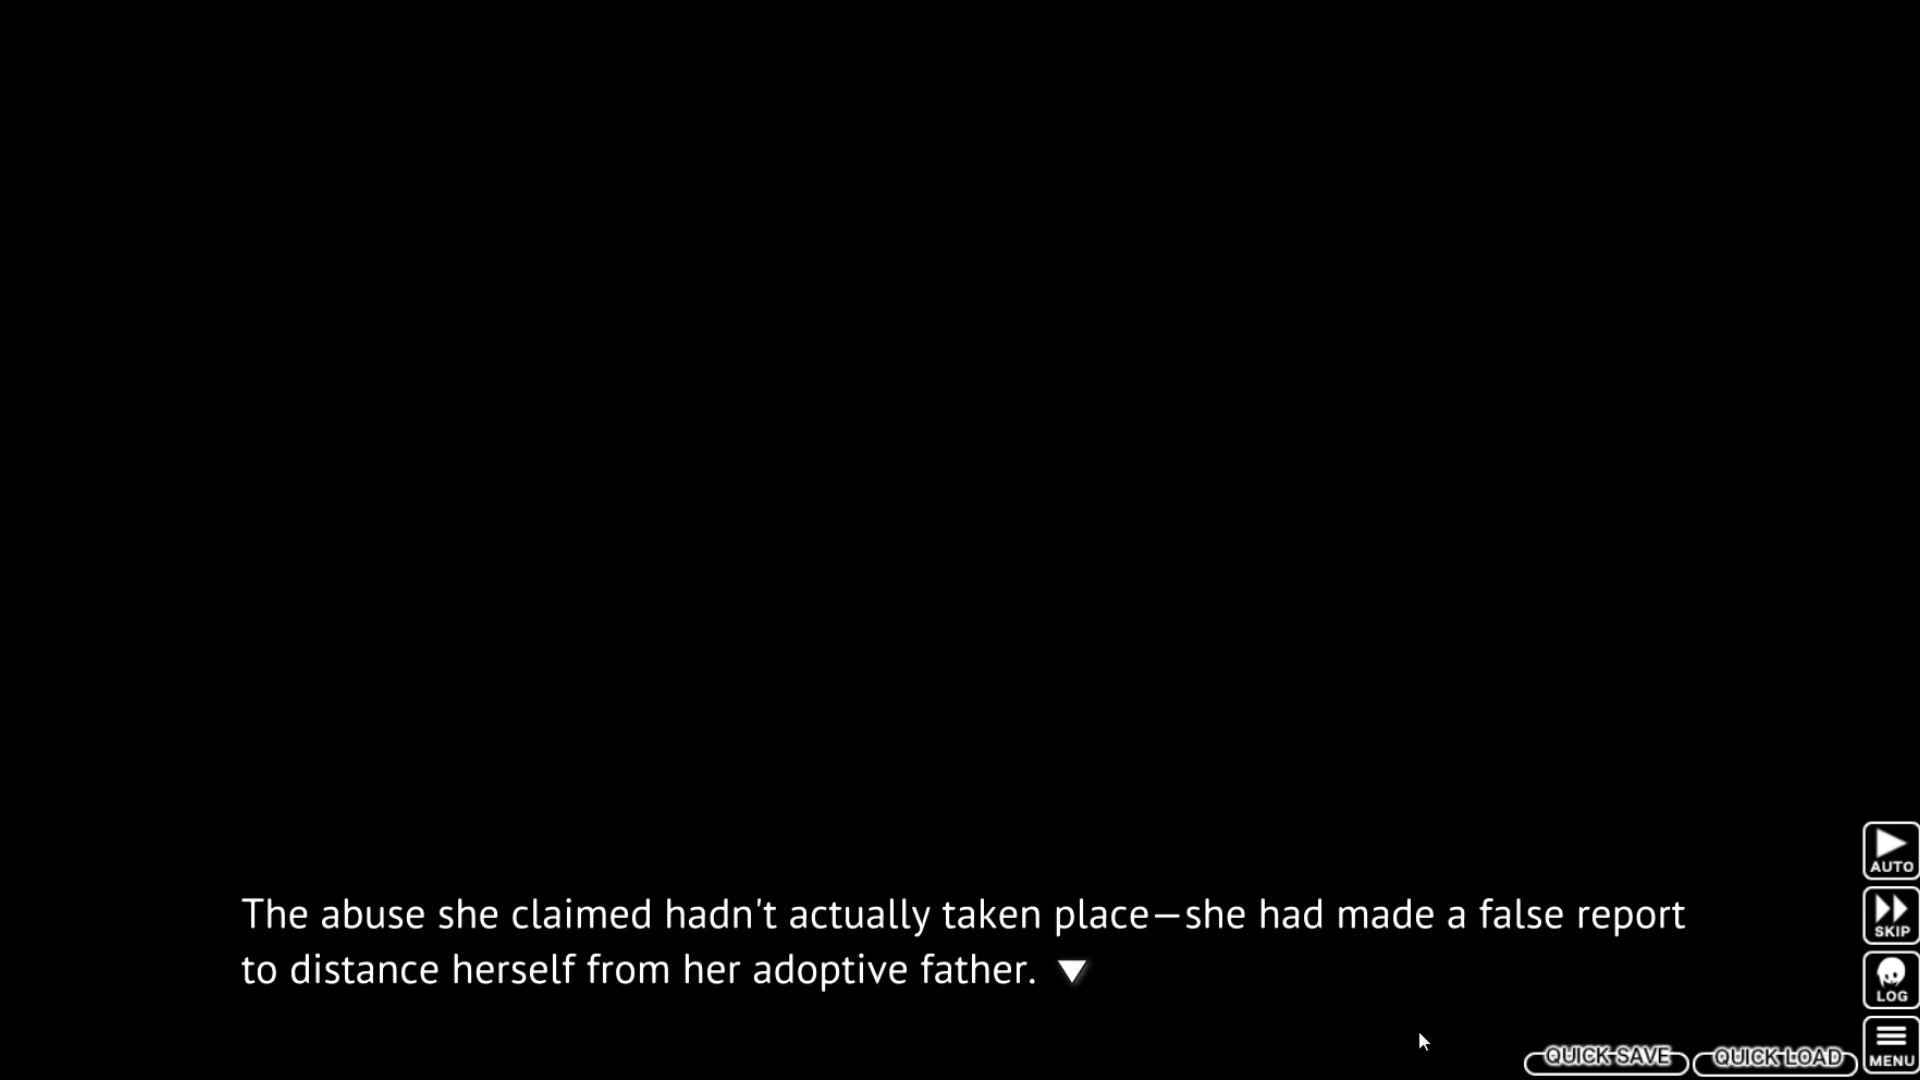 The abuse she claimed hadn't actually taken place—she had made a false report
to distance herself from her adoptive father.
AUTO
SKIP
LOG
MENU
QUICK SAVE
QUICK LOAD